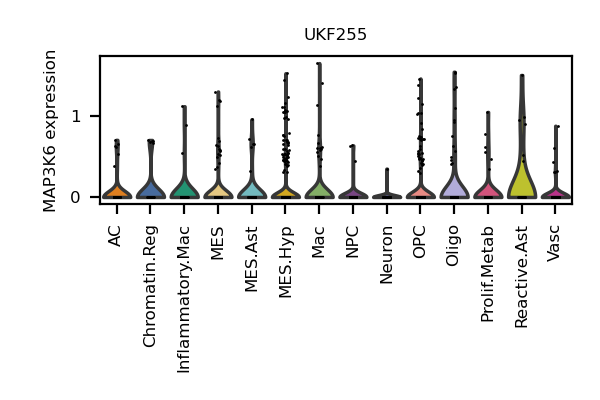 UKF255
MAP3K6 expression
1
0
AC
Chromatin.Reg
Inflammatory.Mac
MES
MES.Ast
MES.Hyp
Mac
NPC
Neuron
OPC
Oligo
Prolif.Metab
Reactive.Ast
Vasc